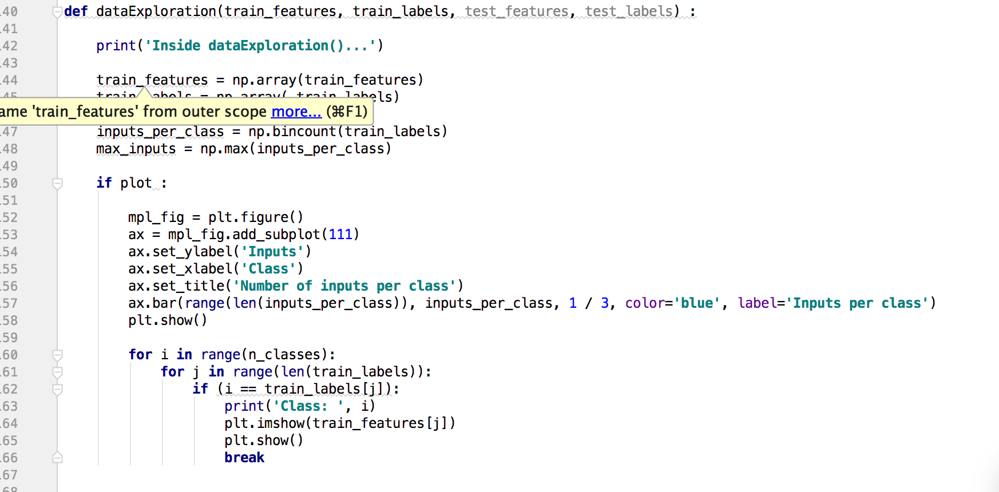 40 def dataExploration(train_features, train_labels, test_features, test_labels) :
41
42 print('Inside dataExploration()...')
43
44 train_features = np.array(train_features)
45 train_labels = np.array( train_labels)
ame 'train_features' from outer scope more... (⌘F1)
47 inputs_per_class = np.bincount(train_labels)
48 max_inputs = np.max(inputs_per_class)
49
50 if plot :
51
52 mpl_fig = plt.figure()
53 ax = mpl_fig.add_subplot(111)
54 ax.set_ylabel('Inputs')
55 ax.set_xlabel('Class')
56 ax.set_title('Number of inputs per class')
57 ax.bar(range(len(inputs_per_class)), inputs_per_class, 1 / 3, color='blue', label='Inputs per class')
58 plt.show()
59
60 for i in range(n_classes):
61 for j in range(len(train_labels)):
62 if (i == train_labels[j]):
63 print('Class: ', i)
64 plt.imshow(train_features[j])
65 plt.show()
66 break
67
68